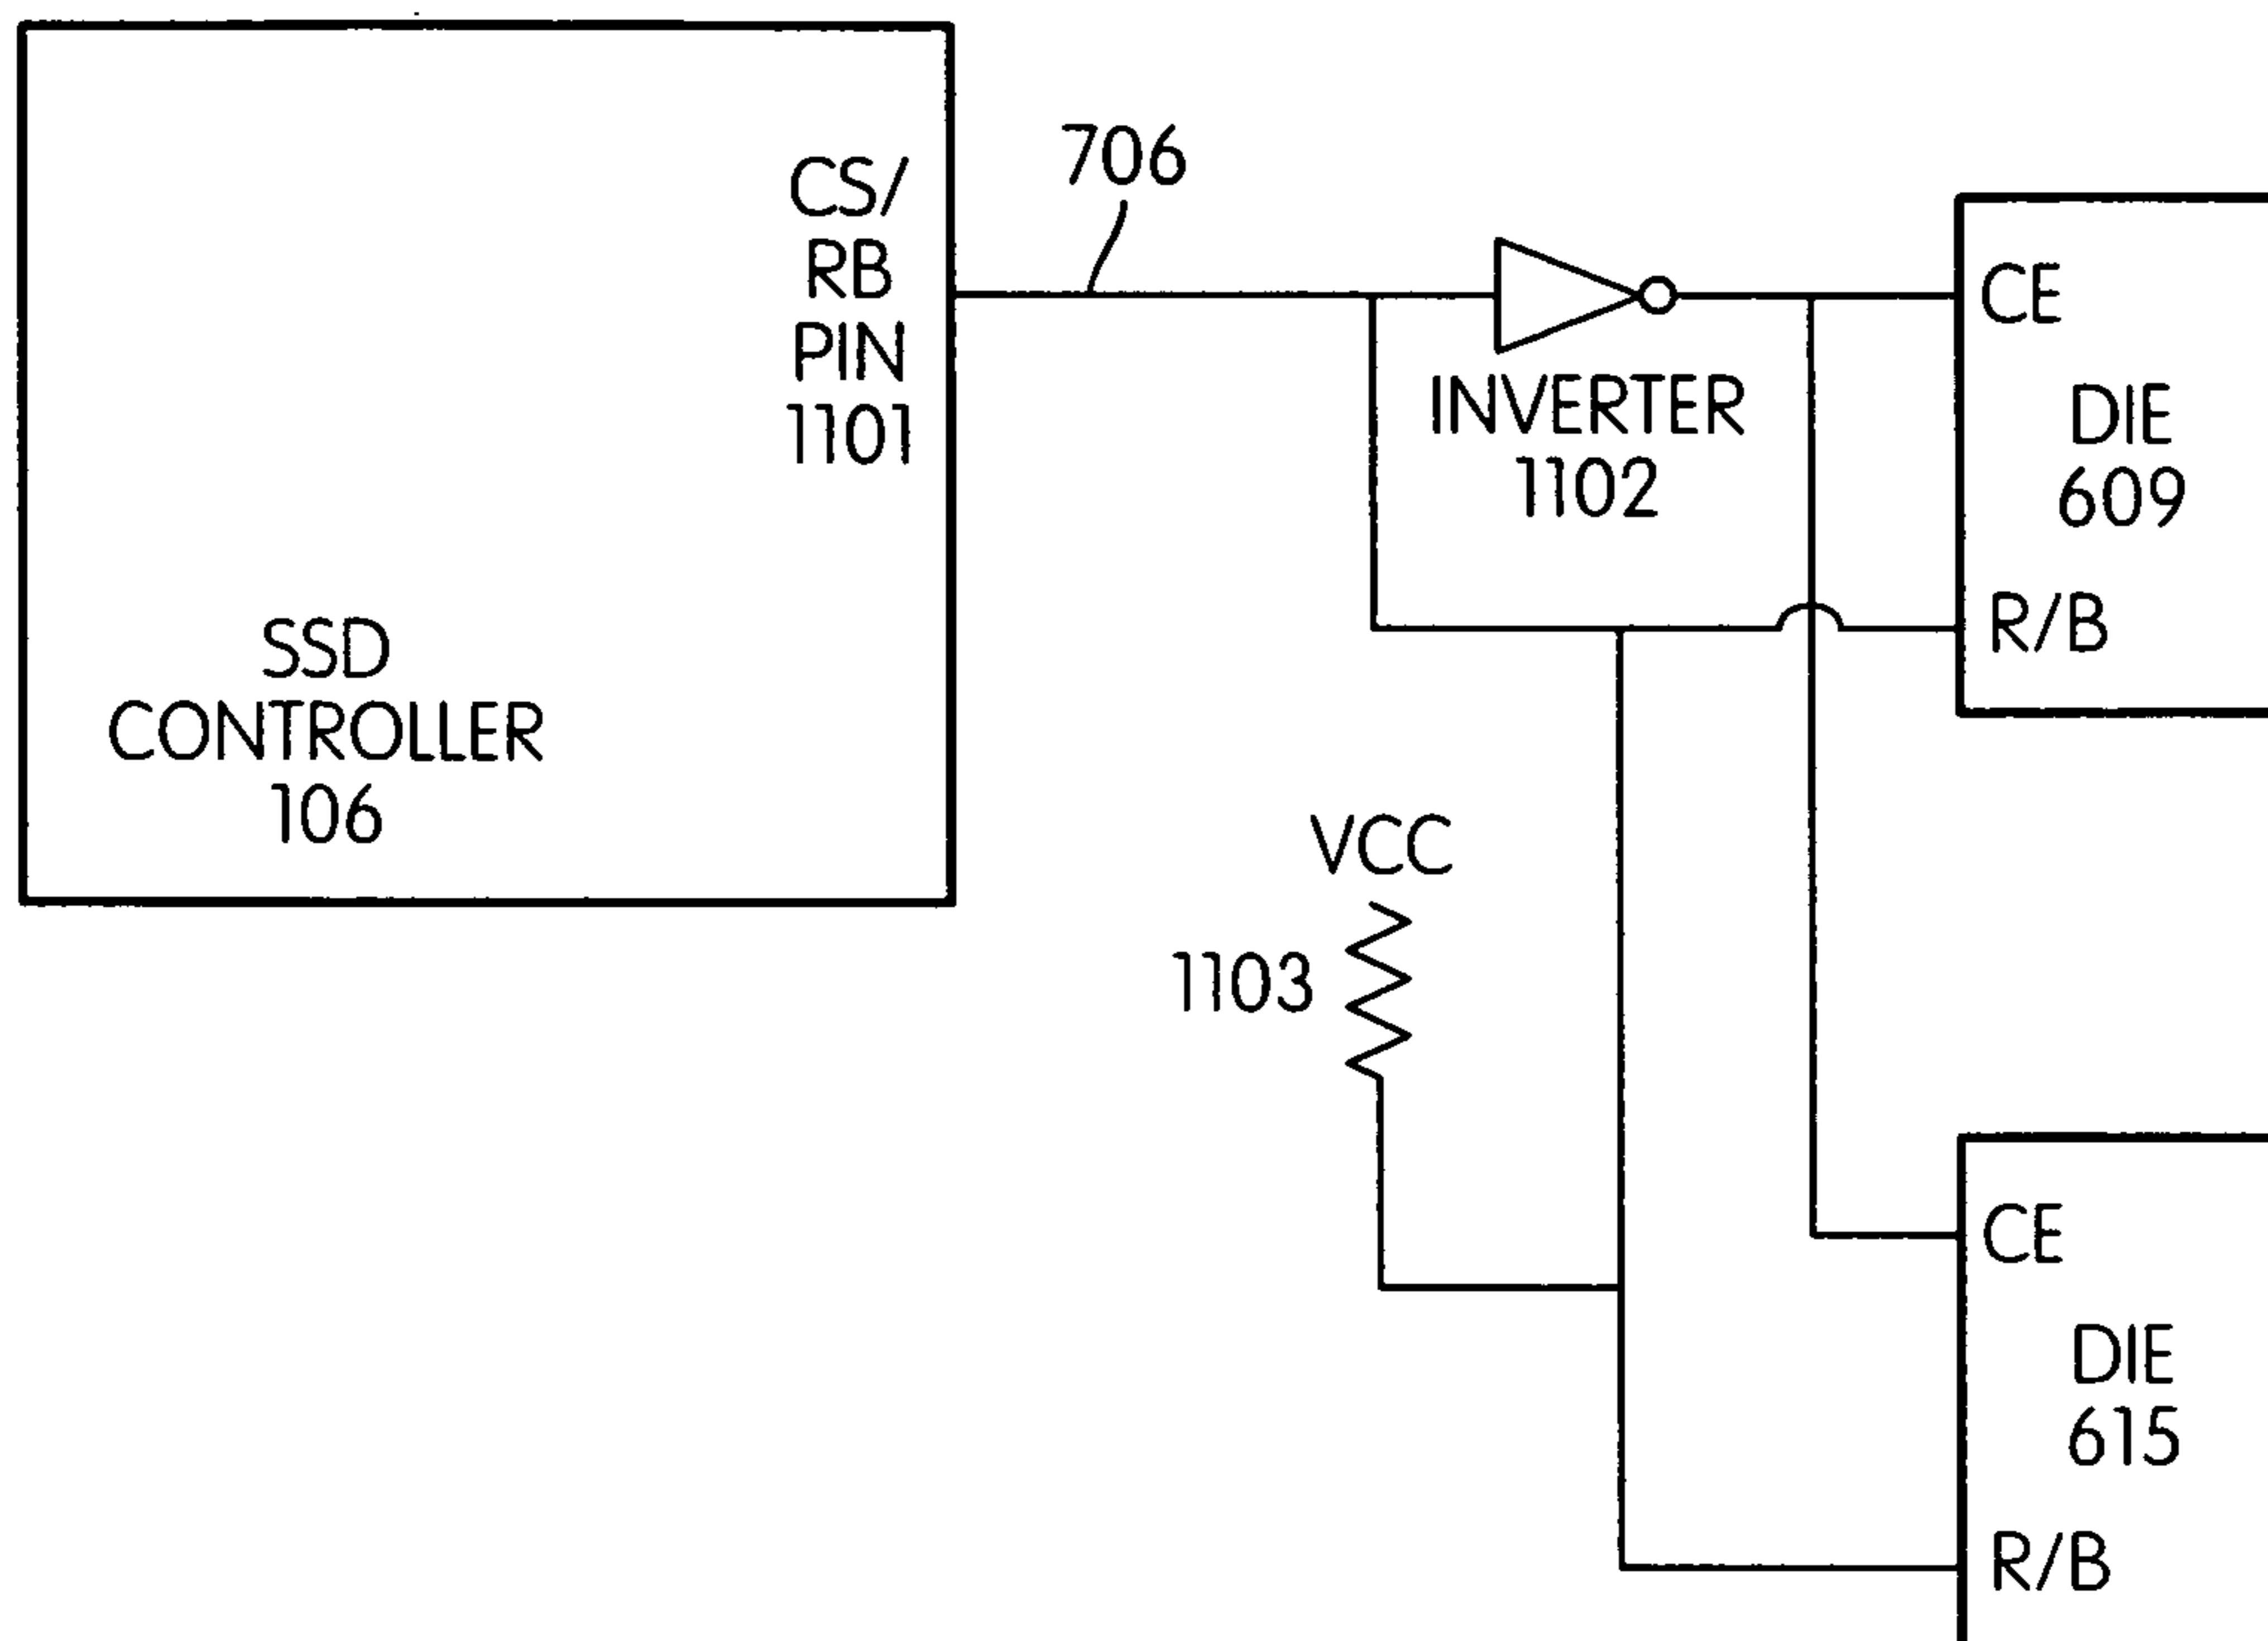 CS/
RB
PIN
1101
SSD
CONTROLLER
106
706
INVERTER
1102
VCC
1103
CE
DIE
609
R/B
CE
DIE
615
R/B